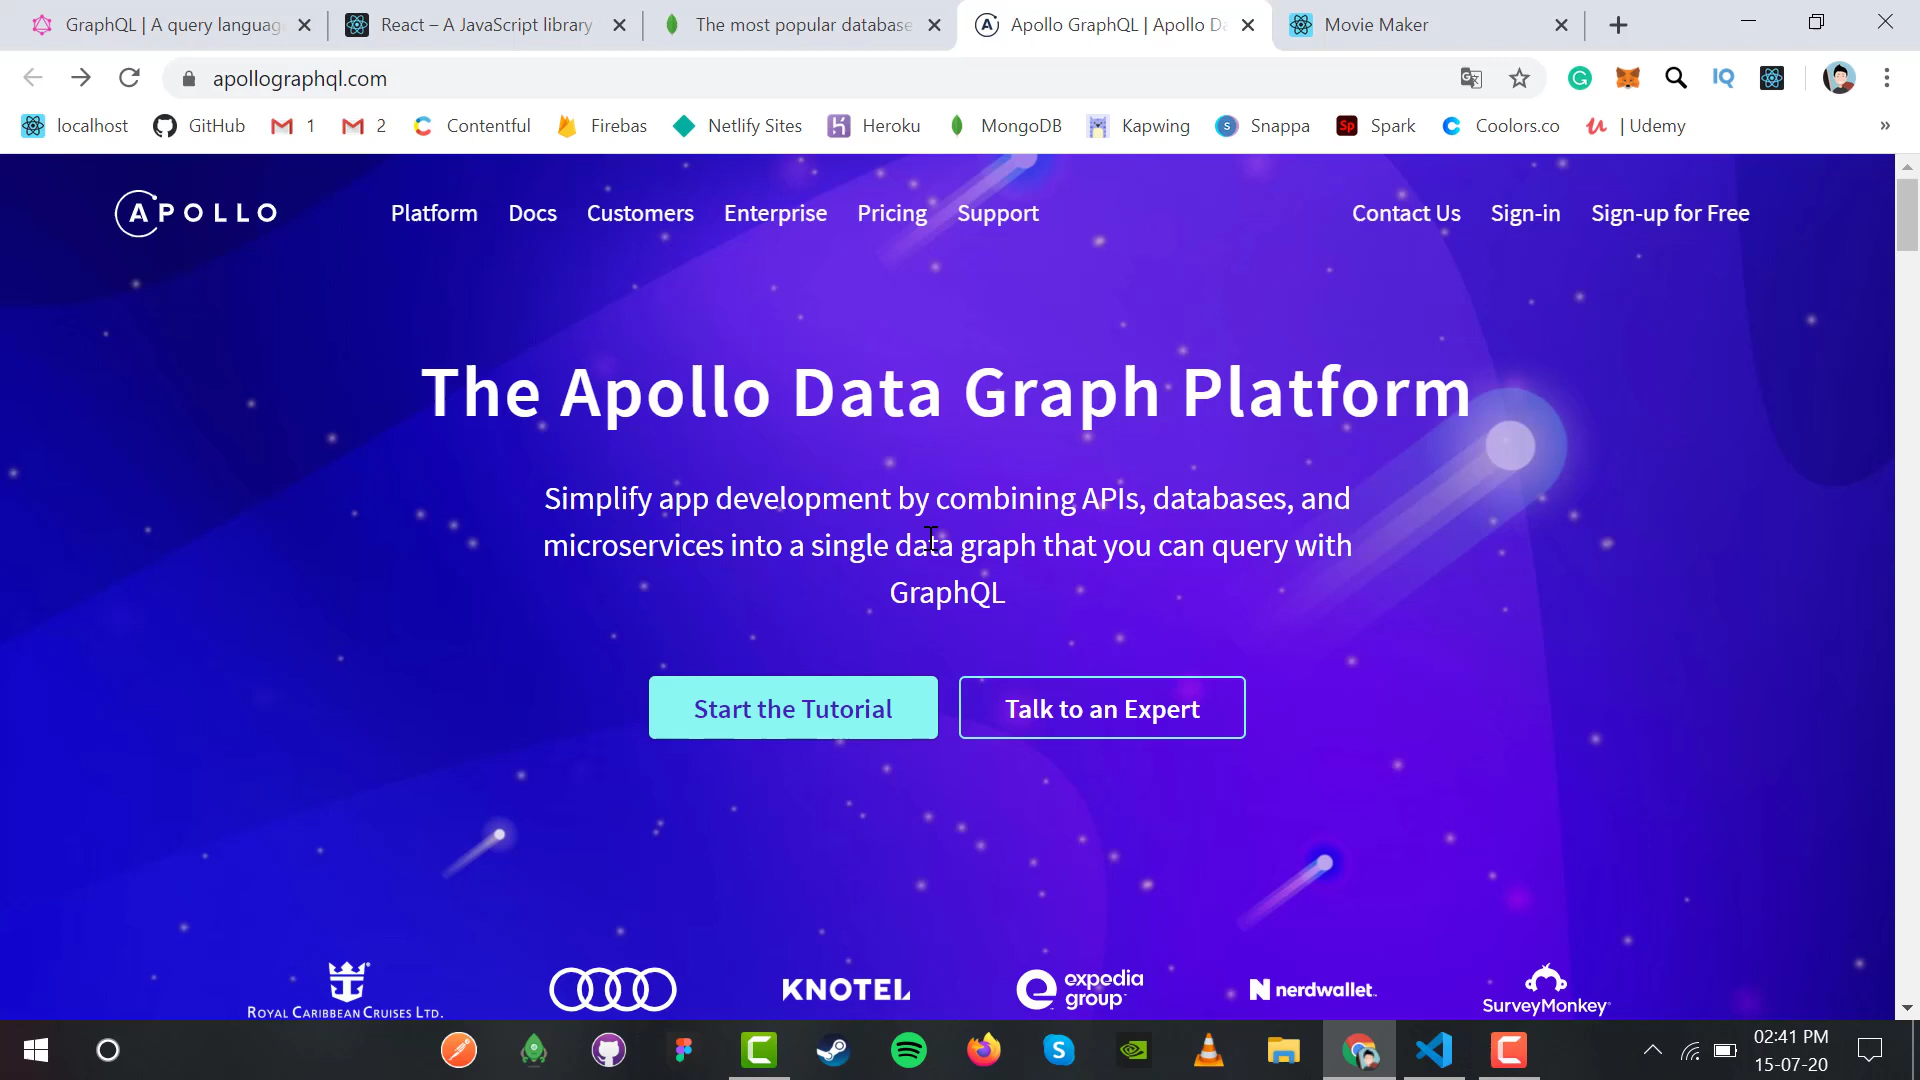 GraphQL | A query languag
React – A JavaScript library
The most popular database
Apollo GraphQL | Apollo Da
Movie Maker
apollographql.com
localhost
GitHub
1
2
Contentful
Firebas
Netlify Sites
Heroku
MongoDB
Kapwing
Snappa
Sp
Spark
Coolors.co
| Udemy
»
APOLLO
Platform
Docs
Customers
Enterprise
Pricing
Support
Contact Us
Sign-in
Sign-up for Free
The Apollo Data Graph Platform
Simplify app development by combining APIs, databases, and
microservices into a single data graph that you can query with
GraphQL
Start the Tutorial
Talk to an Expert
ROYAL CARIBBEAN CRUISES LTD.
KNOTEL
expedia
group
nerdwallet
SurveyMonkey
02:41 PM
15-07-20